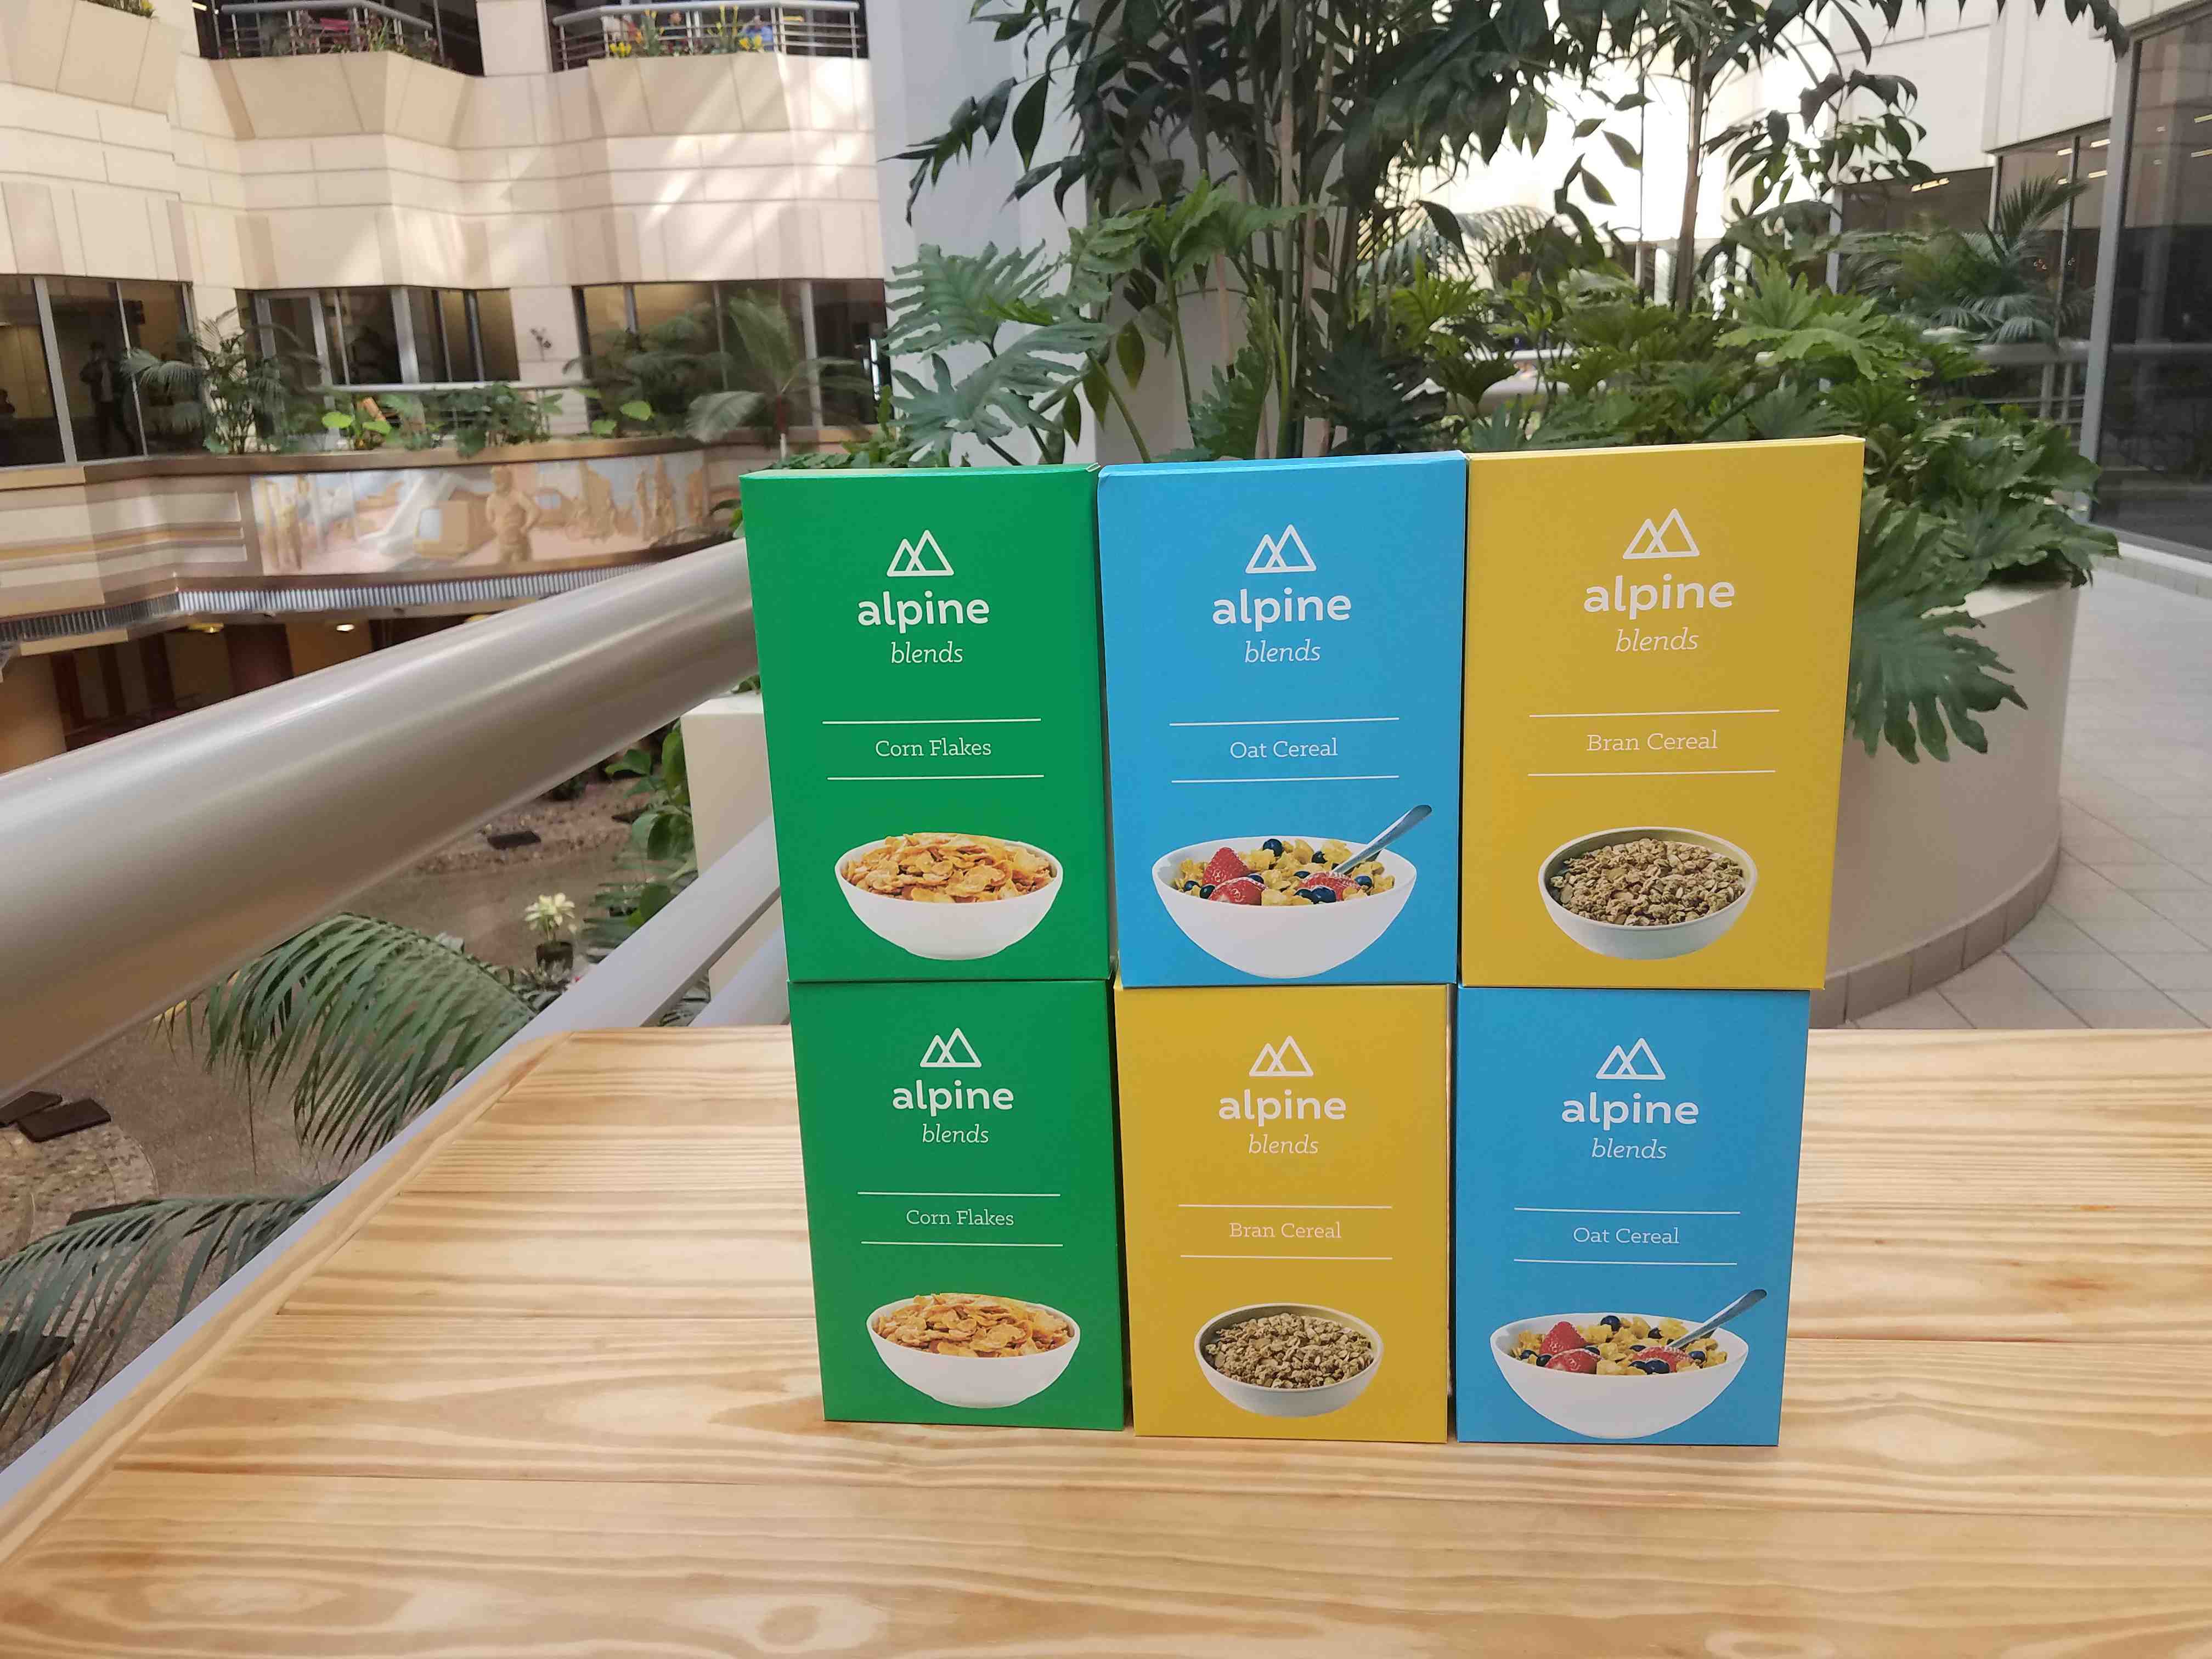 alpine
blends
Corn Flakes
alpine
blends
Oat Cereal
alpine
blends
Bran Cereal
alpine
blends
Corn Flakes
alpine
blends
Bran Cereal
alpine
blends
Oat Cereal